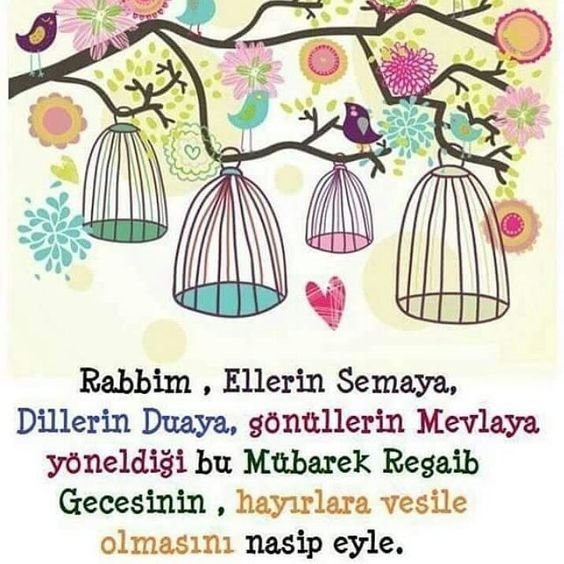 Rabbim , Ellerin Semaya,
Dillerin Duaya, gönüllerin Mevlaya
yöneldiği bu Mübarek Regaib
Gecesinin , hayırlara vesile
olmasını nasip eyle.